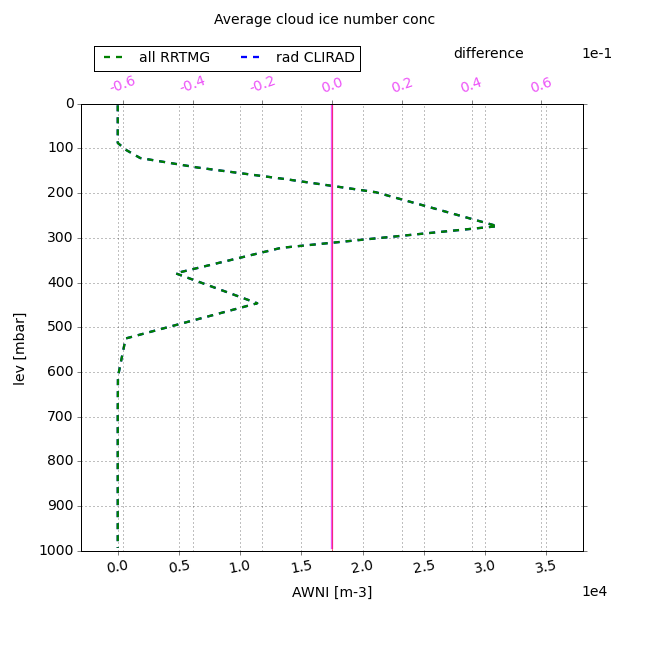 Average cloud ice number conc
all RRTMG rad CLIRAD difference 1e-1
-0.6 -0.4 -0.2 0.0 0.2 0.4 0.6
0
100
200
300
400
500
600
700
800
900
1000
lev [mbar]
0.0 0.5 1.0 1.5 2.0 2.5 3.0 3.5
AWNI [m-3] 1e4